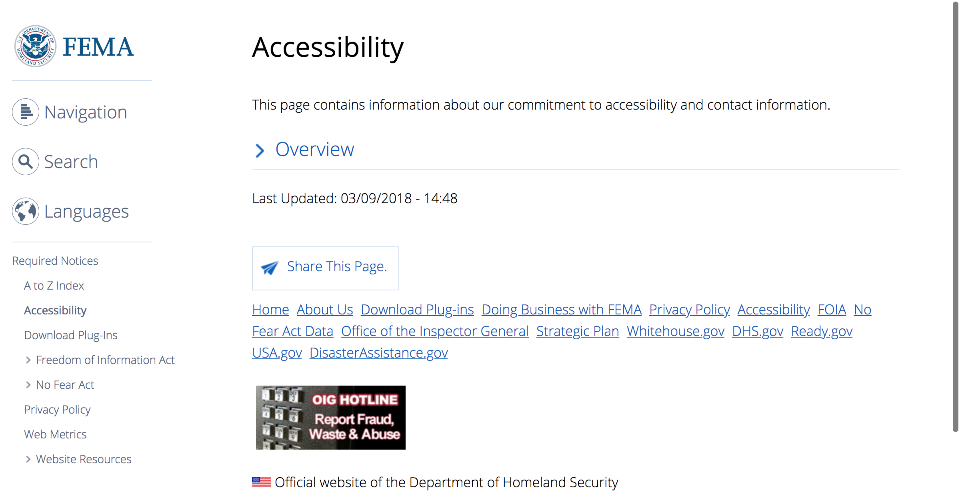 FEMA
Navigation
Search
Languages
Required Notices
A to Z Index
Accessibility
Download Plug-Ins
Freedom of Information Act
No Fear Act
Privacy Policy
Web Metrics
Website Resources
Accessibility
This page contains information about our commitment to accessibility and contact information.
Overview
Last Updated: 03/09/2018 - 14:48
Share This Page.
Home About Us Download Plug-ins Doing Business with FEMA Privacy Policy Accessibility FOIA No
Fear Act Data Office of the Inspector General Strategic Plan Whitehouse.gov DHS.gov Ready.gov
USA.gov DisasterAssistance.gov
OIG HOTLINE
Report Fraud,
Waste & Abuse
Official website of the Department of Homeland Security